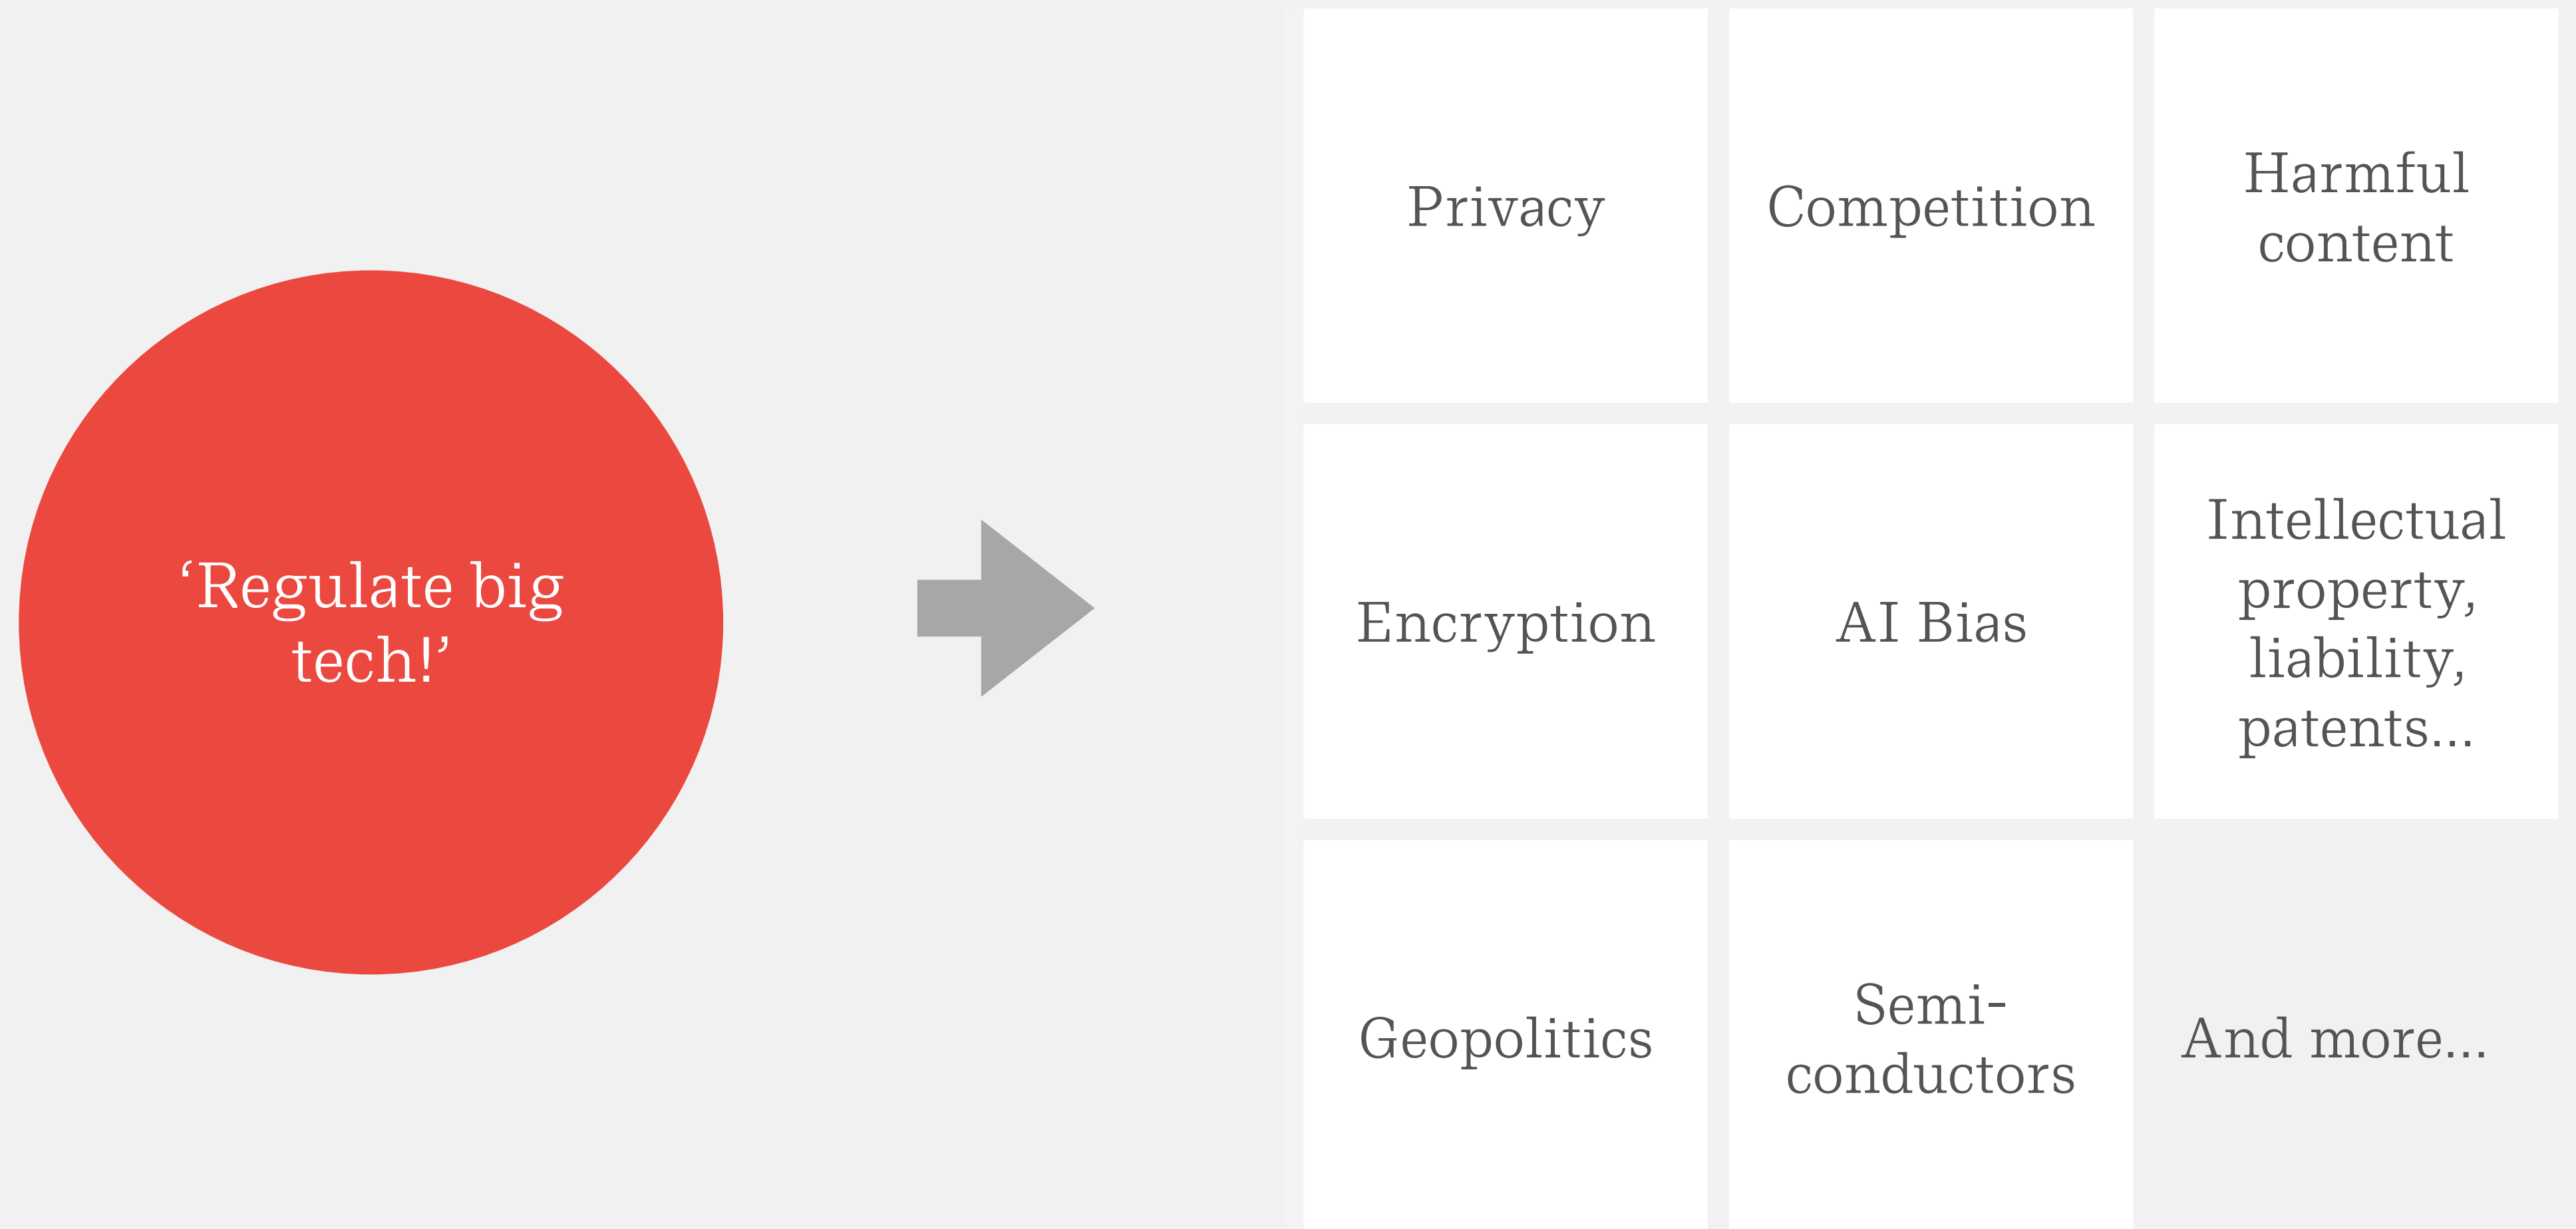 ‘Regulate big
tech!’
Privacy
Competition
Harmful
content
Encryption
AI Bias
Intellectual
property,
liability,
patents...
Geopolitics
Semi-
conductors
And more...